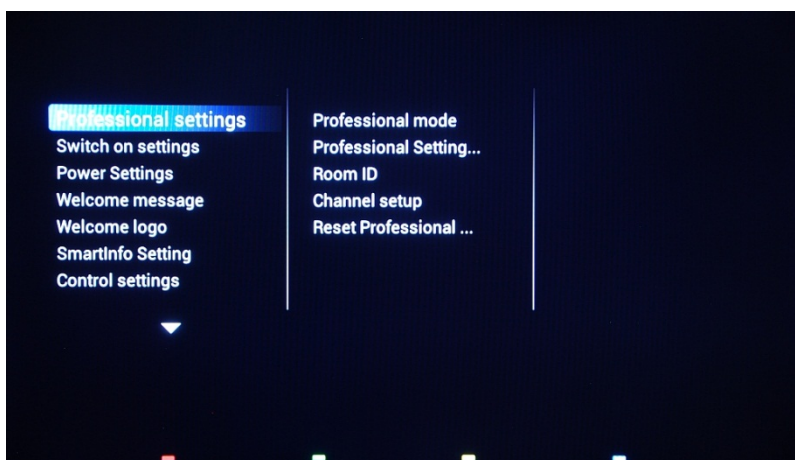 Professional settings
Switch on settings
Power Settings
Welcome message
Welcome logo
SmartInfo Setting
Control settings
Professional mode
Professional Setting...
Room ID
Channel setup
Reset Professional ...